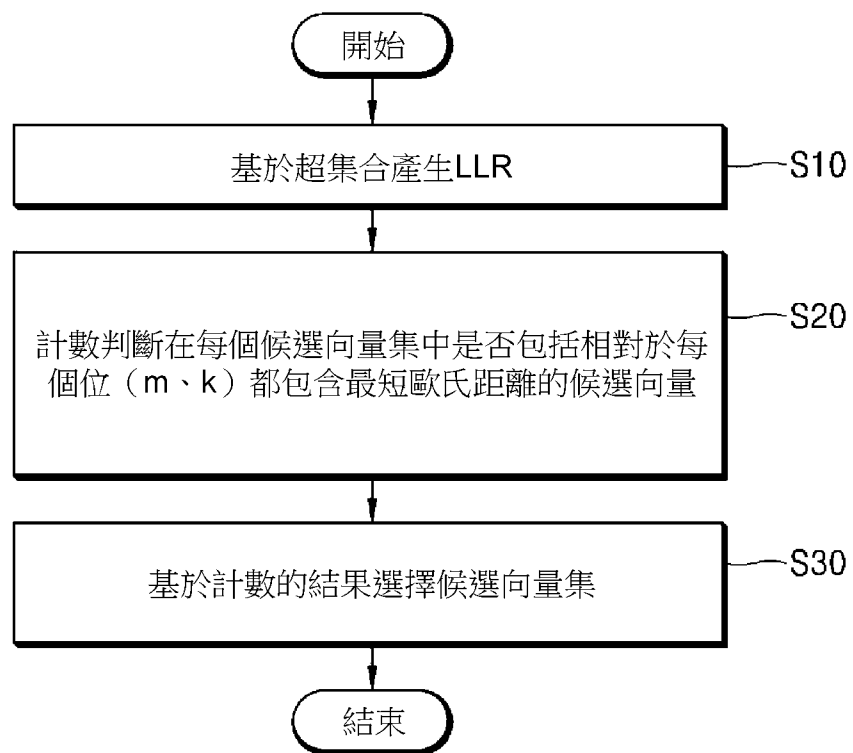 開始
基於超集合產生LLR
S10
計數判斷在每個候選向量集中是否包括相對於每
個位（m、k）都包含最短歐氏距離的候選向量
S20
基於計數的結果選擇候選向量集
S30
結束